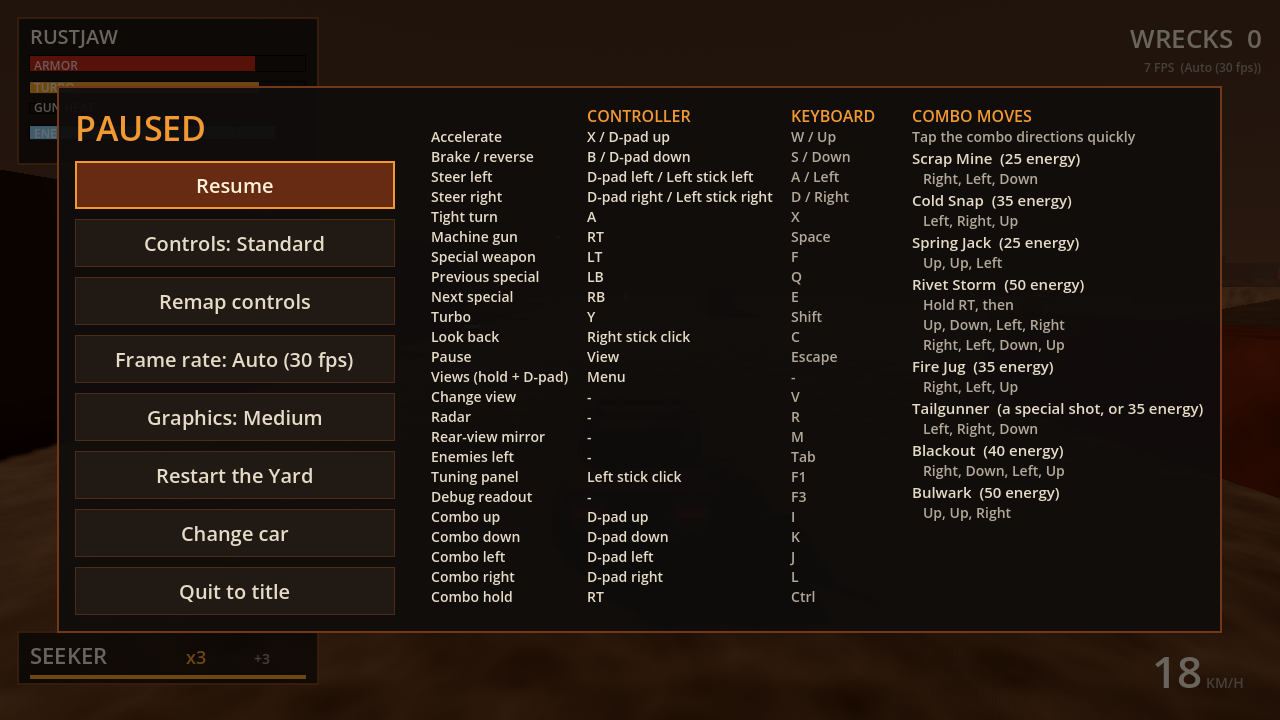 RUSTJAW
ARMOR
TURBO
GUN HEAT
ENE
WRECKS 0
7 FPS (Auto (30 fps))
PAUSED
Resume
Controls: Standard
Remap controls
Frame rate: Auto (30 fps)
Graphics: Medium
Restart the Yard
Change car
Quit to title
CONTROLLER KEYBOARD
Accelerate X / D-pad up W / Up
Brake / reverse B / D-pad down S / Down
Steer left D-pad left / Left stick left A / Left
Steer right D-pad right / Left stick right D / Right
Tight turn A X
Machine gun RT Space
Special weapon LT F
Previous special LB Q
Next special RB E
Turbo Y Shift
Look back Right stick click C
Pause View Escape
Views (hold + D-pad) Menu -
Change view - V
Radar - R
Rear-view mirror - M
Enemies left - Tab
Tuning panel Left stick click F1
Debug readout - F3
Combo up D-pad up I
Combo down D-pad down K
Combo left D-pad left J
Combo right D-pad right L
Combo hold RT Ctrl
COMBO MOVES
Tap the combo directions quickly
Scrap Mine (25 energy)
Right, Left, Down
Cold Snap (35 energy)
Left, Right, Up
Spring Jack (25 energy)
Up, Up, Left
Rivet Storm (50 energy)
Hold RT, then
Up, Down, Left, Right
Right, Left, Down, Up
Fire Jug (35 energy)
Right, Left, Up
Tailgunner (a special shot, or 35 energy)
Left, Right, Down
Blackout (40 energy)
Right, Down, Left, Up
Bulwark (50 energy)
Up, Up, Right
SEEKER x3 +3
18 KM/H